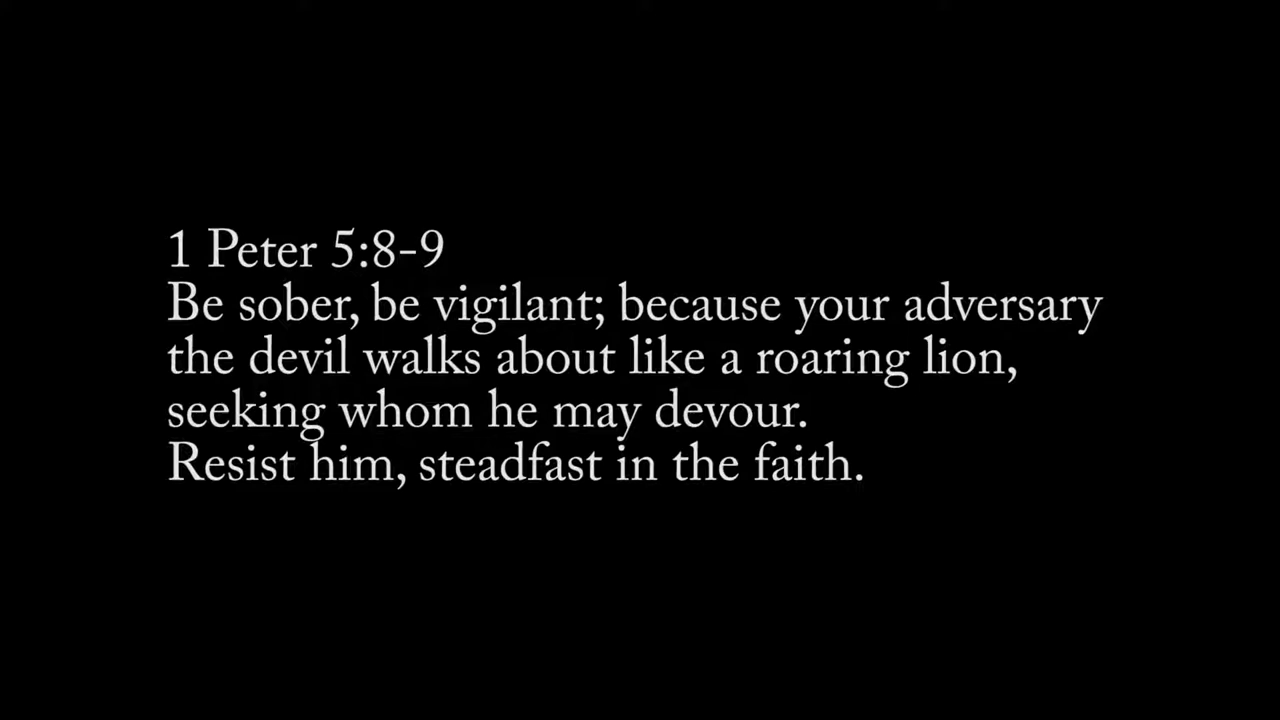 1 Peter 5:8-9
Be sober, be vigilant; because your adversary
the devil walks about like a roaring lion,
seeking whom he may devour.
Resist him, steadfast in the faith.